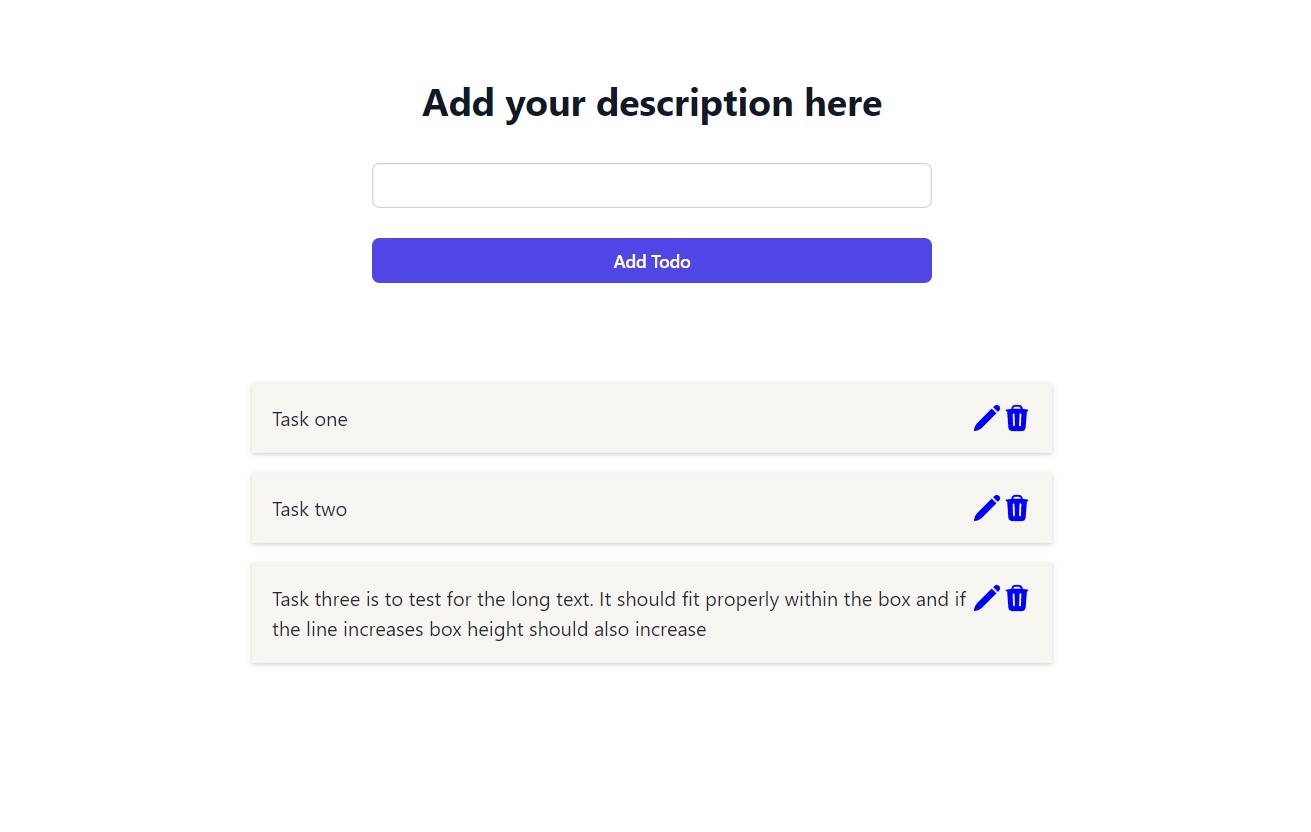 Add your description here
Add Todo
Task one
Task two
Task three is to test for the long text. It should fit properly within the box and if
the line increases box height should also increase